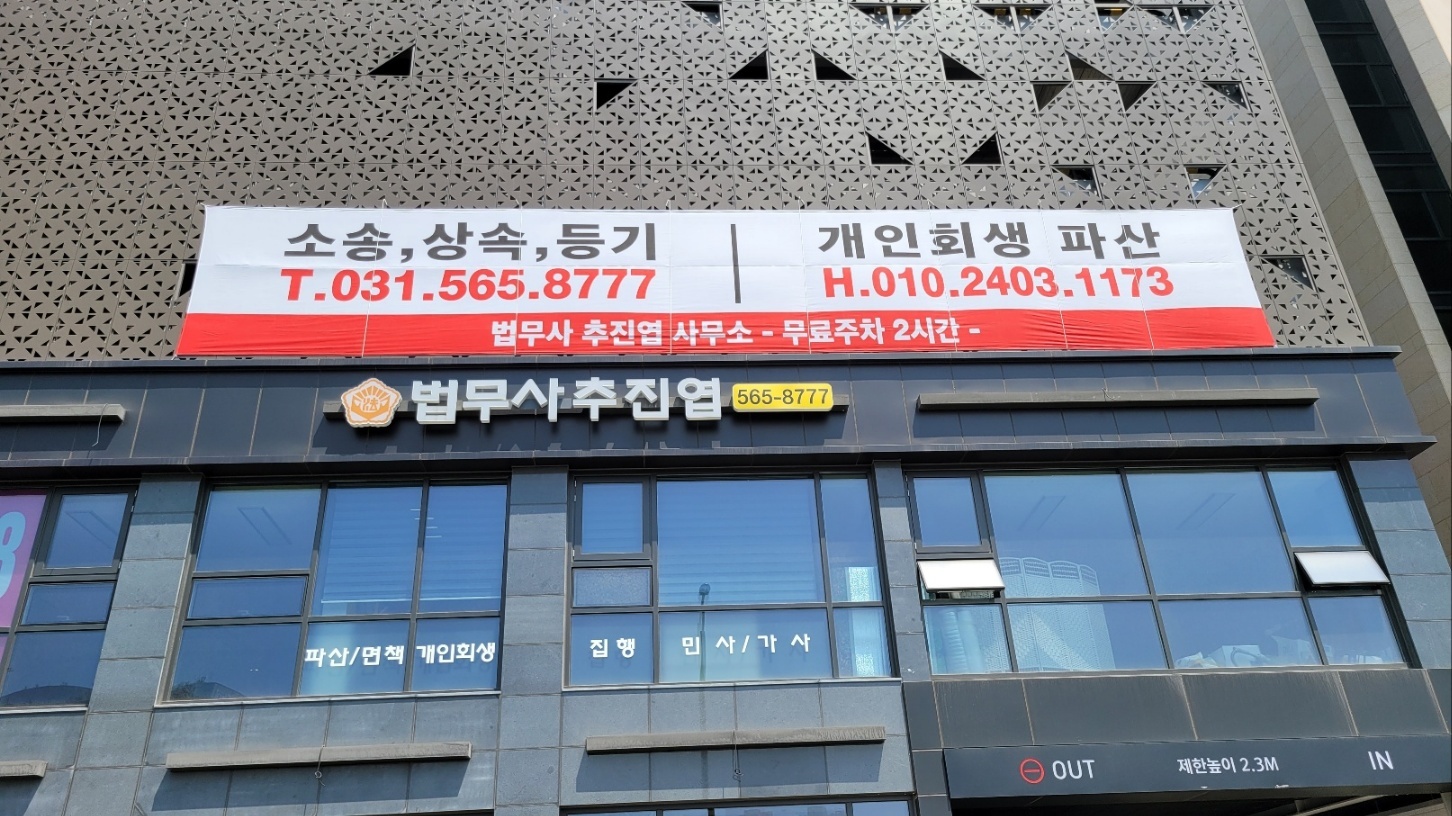 소송,상속,등기 | 개인회생 파산
T.031.565.8777 H.010.2403.1173
법무사 추진엽 사무소 - 무료주차 2시간 -
법무사추진엽 565-8777
파산/면책 개인회생 집행 민사/가사
OUT 제한높이 2.3M IN